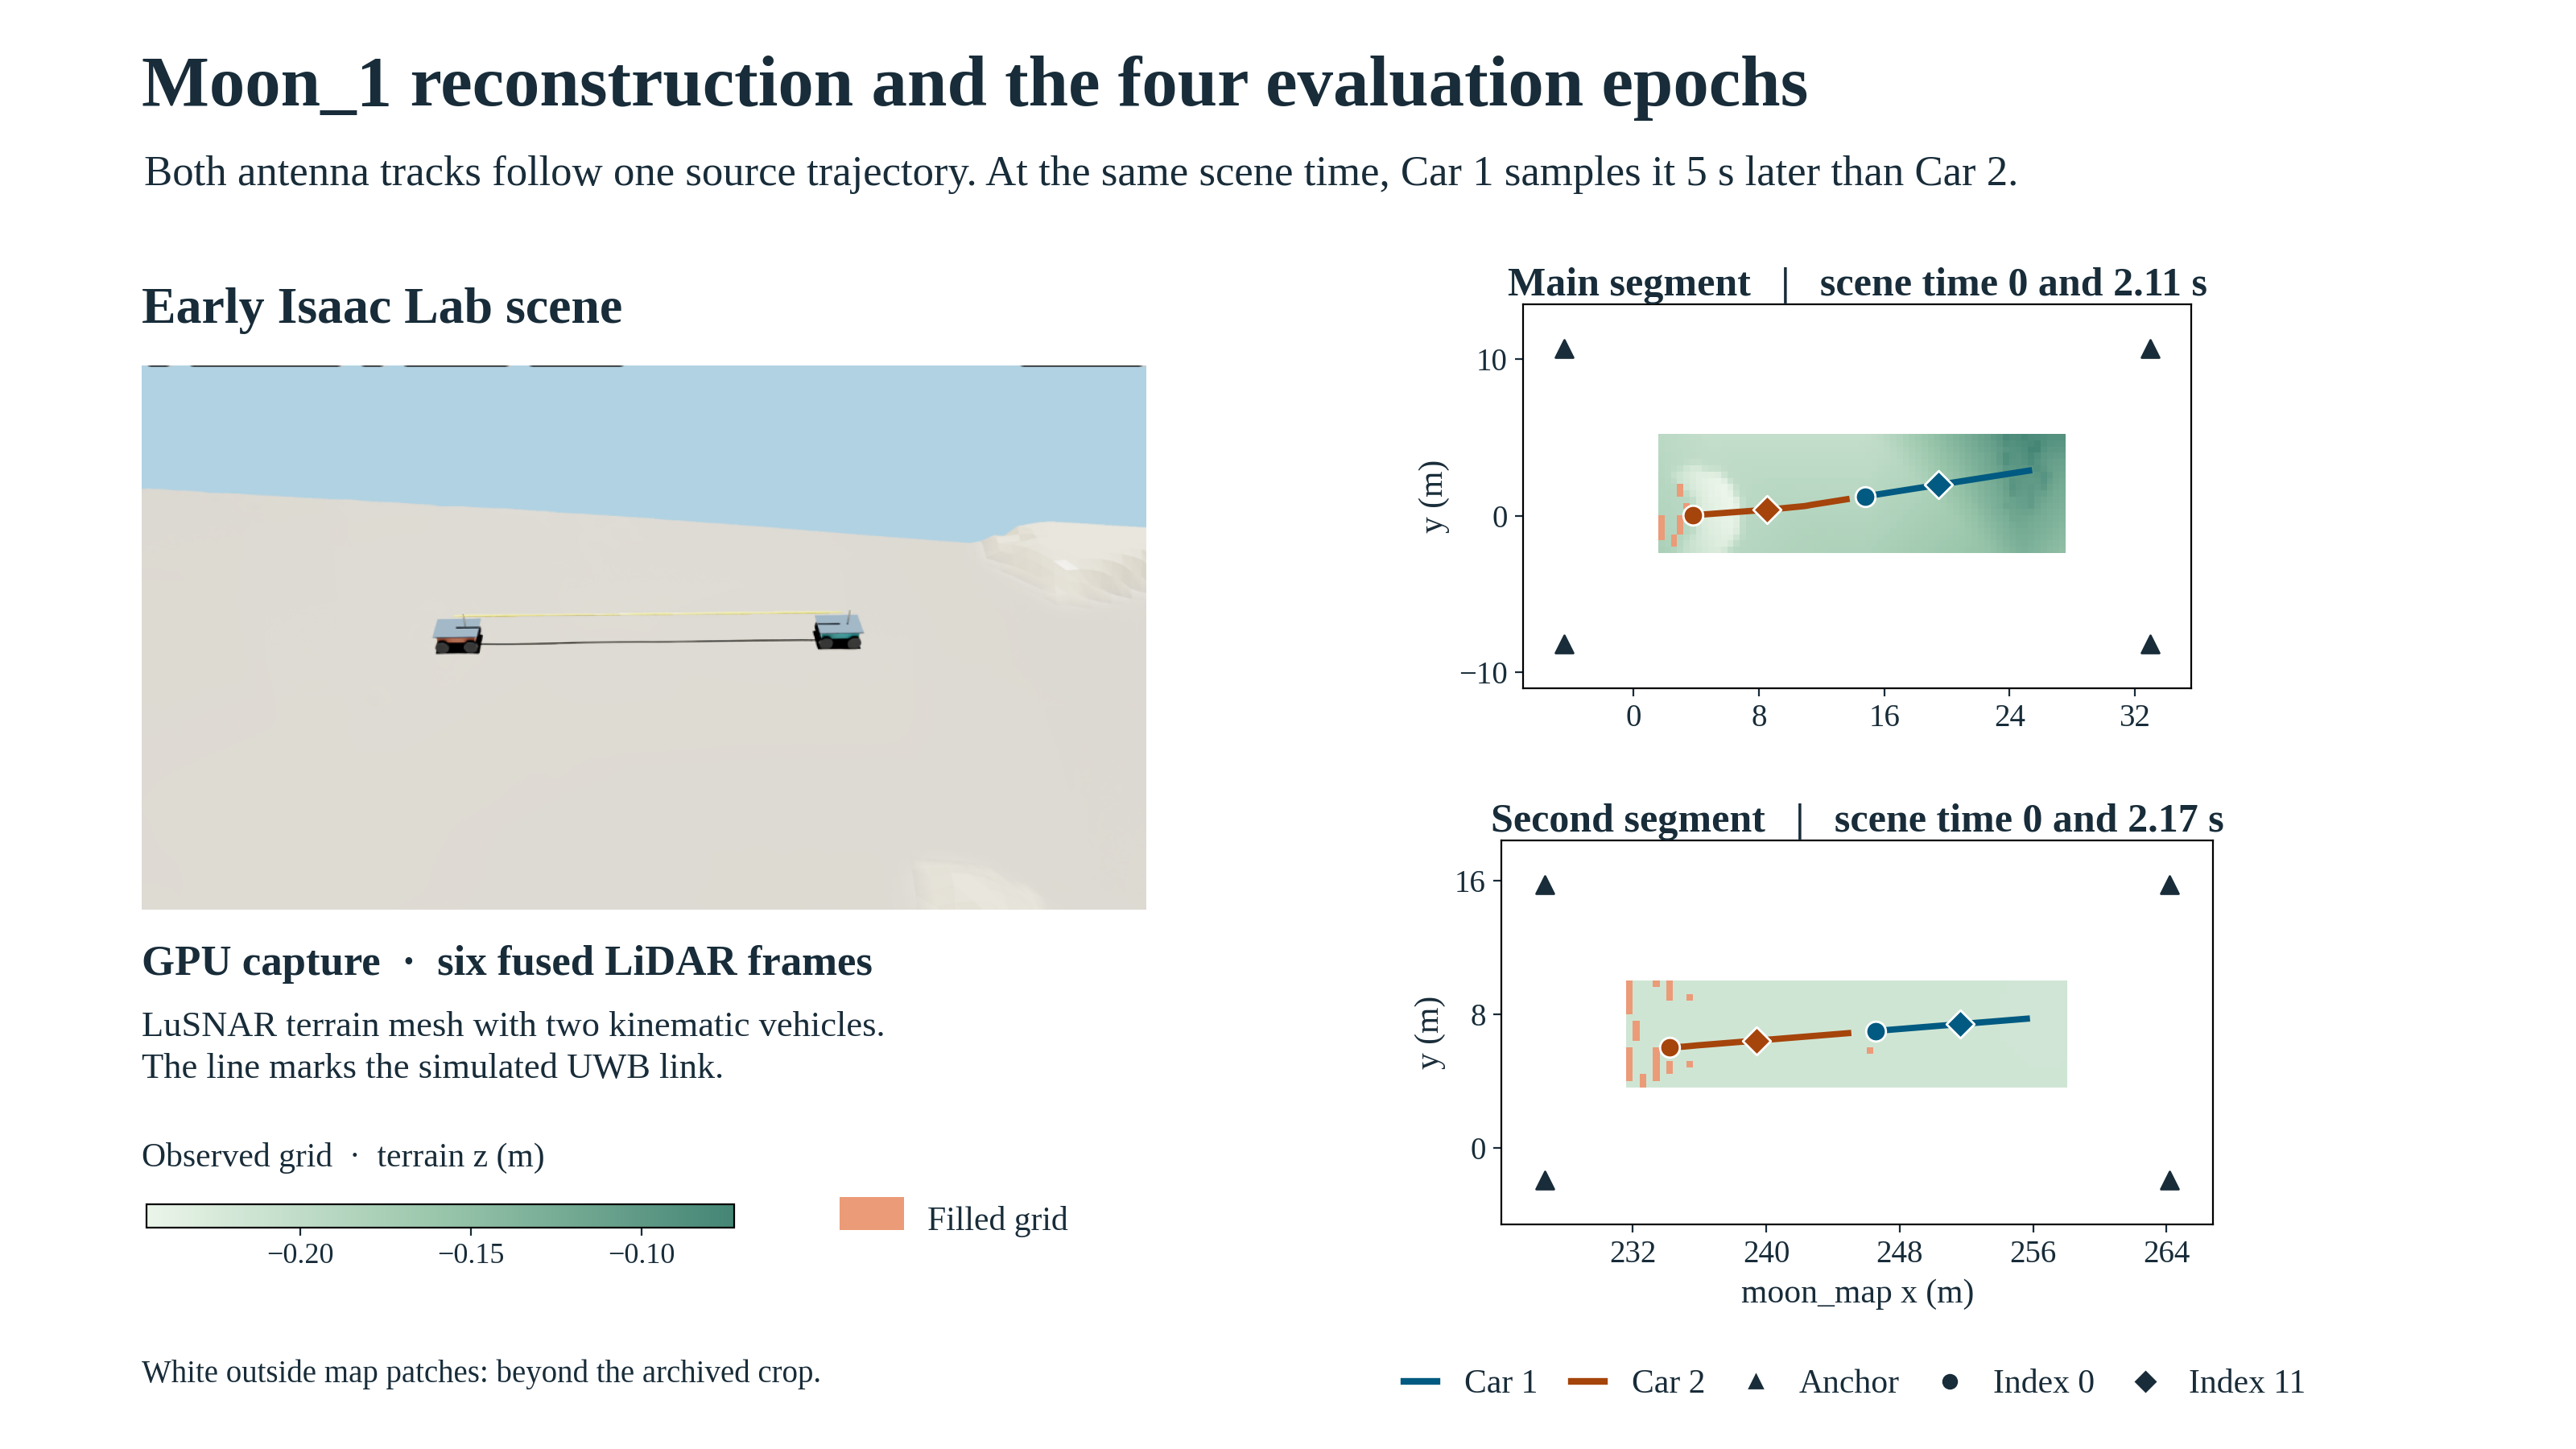 Moon_1 reconstruction and the four evaluation epochs
Both antenna tracks follow one source trajectory. At the same scene time, Car 1 samples it 5 s later than Car 2.
Early Isaac Lab scene
GPU capture · six fused LiDAR frames
LuSNAR terrain mesh with two kinematic vehicles.
The line marks the simulated UWB link.
Observed grid · terrain z (m)
−0.20 −0.15 −0.10
Filled grid
White outside map patches: beyond the archived crop.
Main segment | scene time 0 and 2.11 s
y (m)
10
0
−10
0 8 16 24 32
Second segment | scene time 0 and 2.17 s
y (m)
16
8
0
232 240 248 256 264
moon_map x (m)
Car 1 Car 2 Anchor Index 0 Index 11